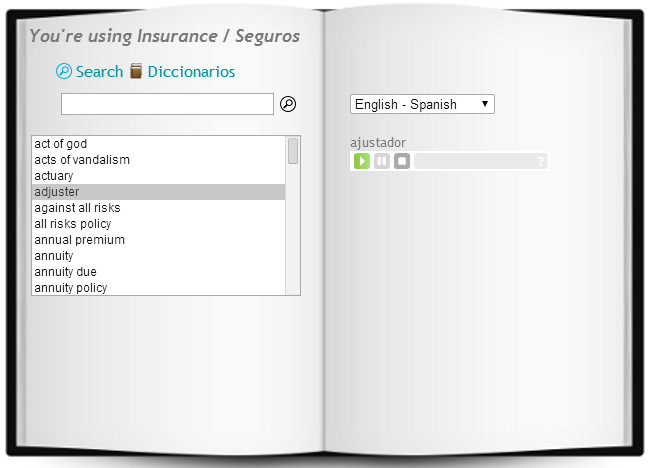 You're using Insurance / Seguros
Search Diccionarios
English - Spanish
act of god
acts of vandalism
actuary
adjuster
against all risks
all risks policy
annual premium
annuity
annuity due
annuity policy
ajustador
?